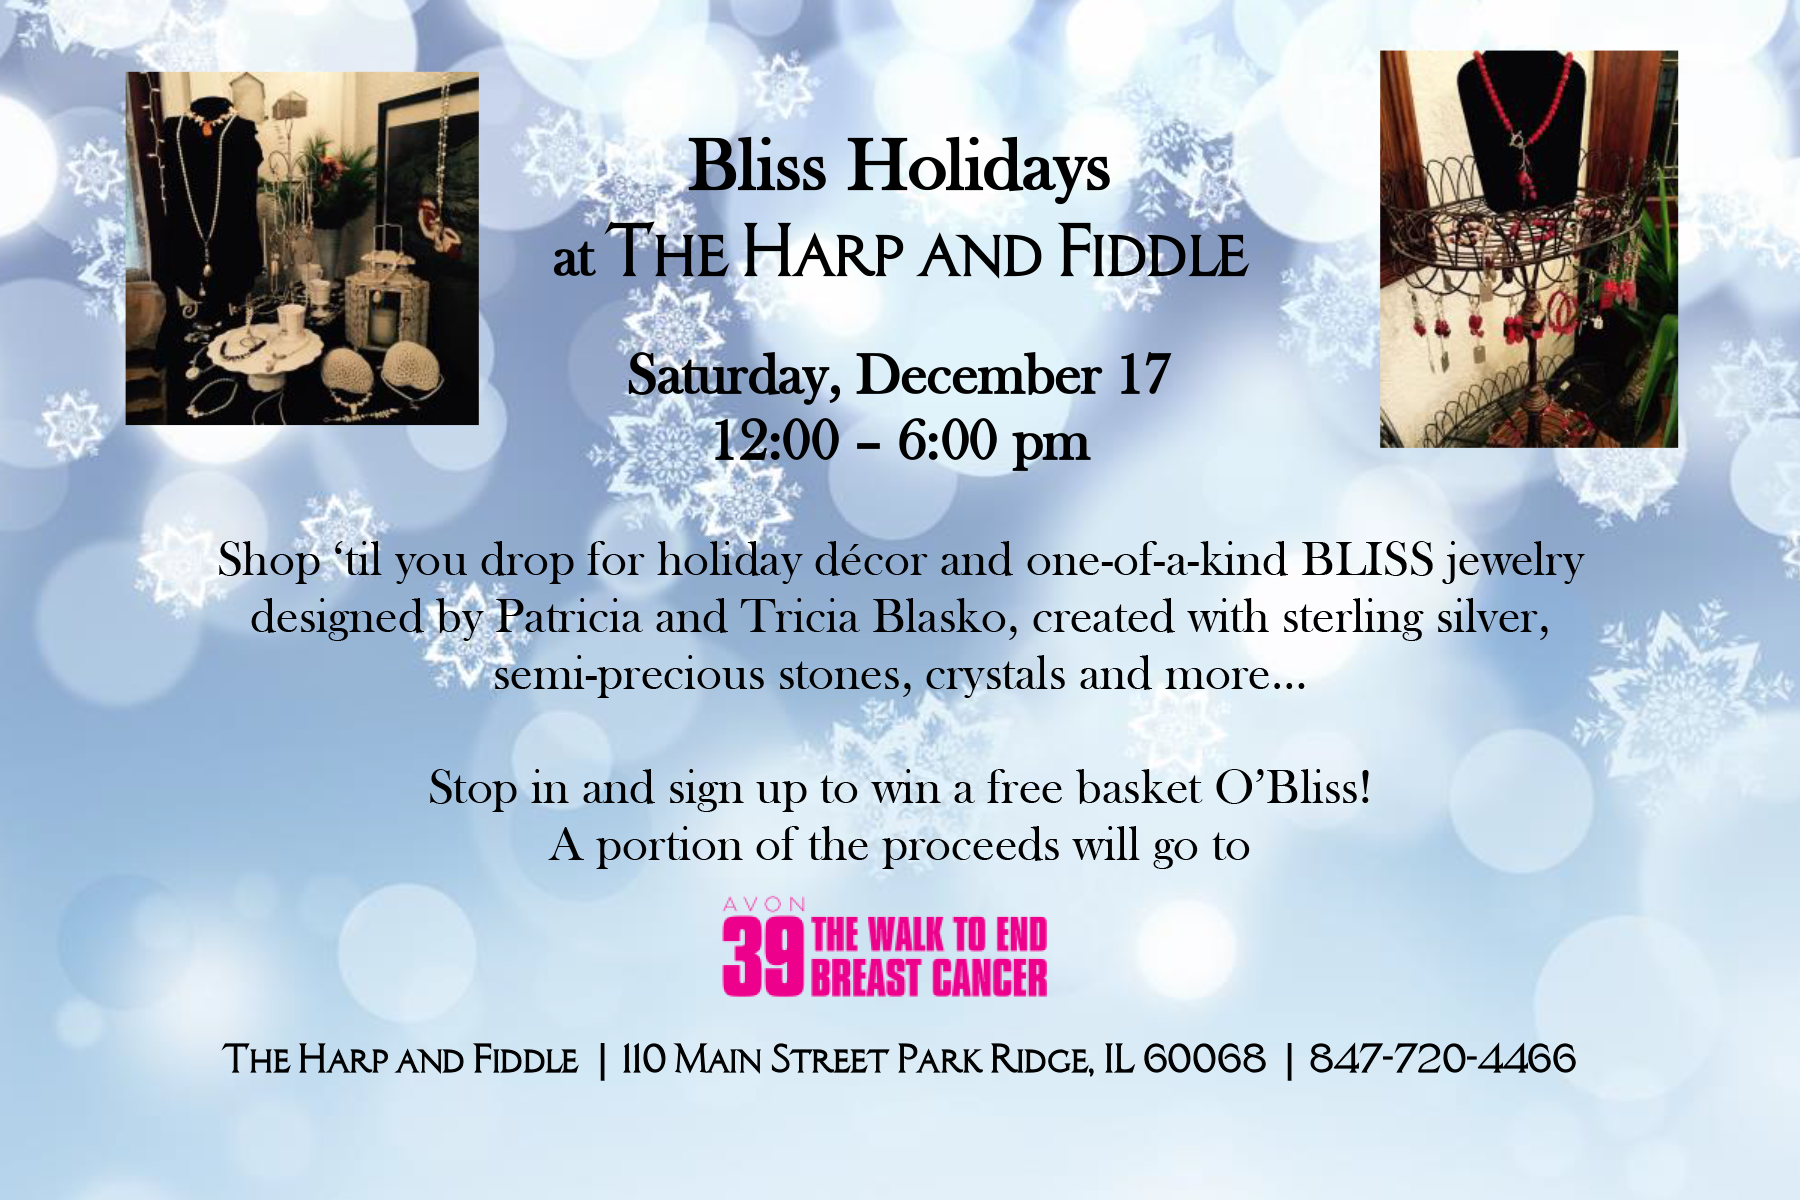 Bliss Holidays
at THE HARP AND FIDDLE
Saturday, December 17
12:00 – 6:00 pm
Shop ‘til you drop for holiday décor and one-of-a-kind BLISS jewelry
designed by Patricia and Tricia Blasko, created with sterling silver,
semi-precious stones, crystals and more...
Stop in and sign up to win a free basket O’Bliss!
A portion of the proceeds will go to
AVON
39 THE WALK TO END
BREAST CANCER
THE HARP AND FIDDLE | 110 MAIN STREET PARK RIDGE, IL 60068 | 847-720-4466